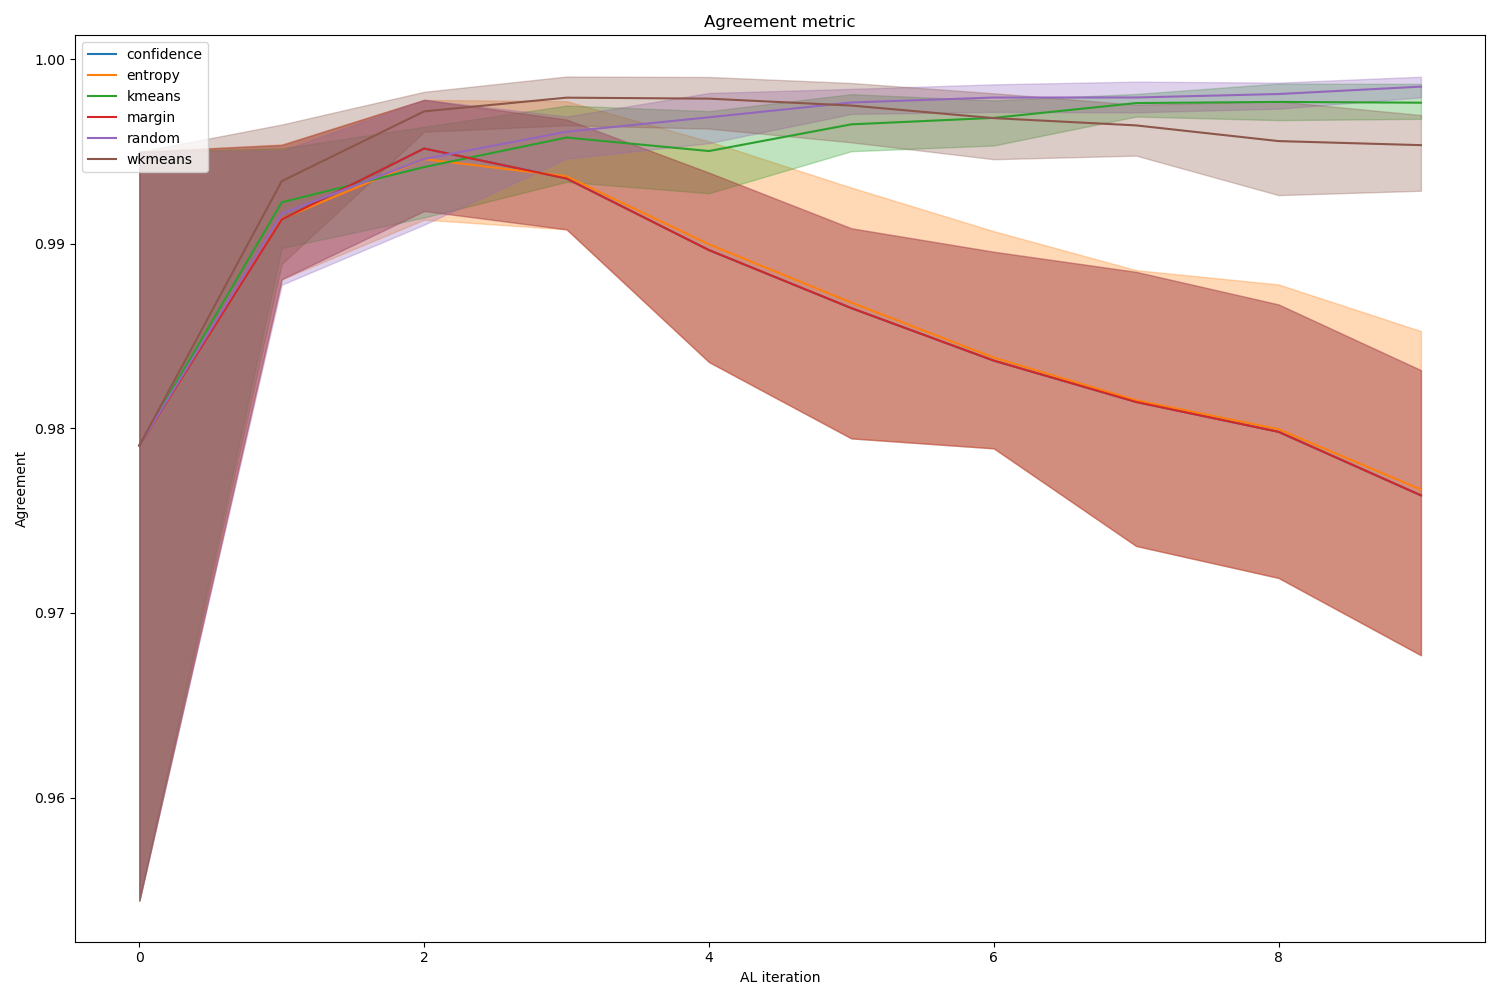 Agreement metric
confidence
entropy
kmeans
margin
random
wkmeans
1.00
0.99
0.98
0.97
0.96
Agreement
0
2
4
6
8
AL iteration